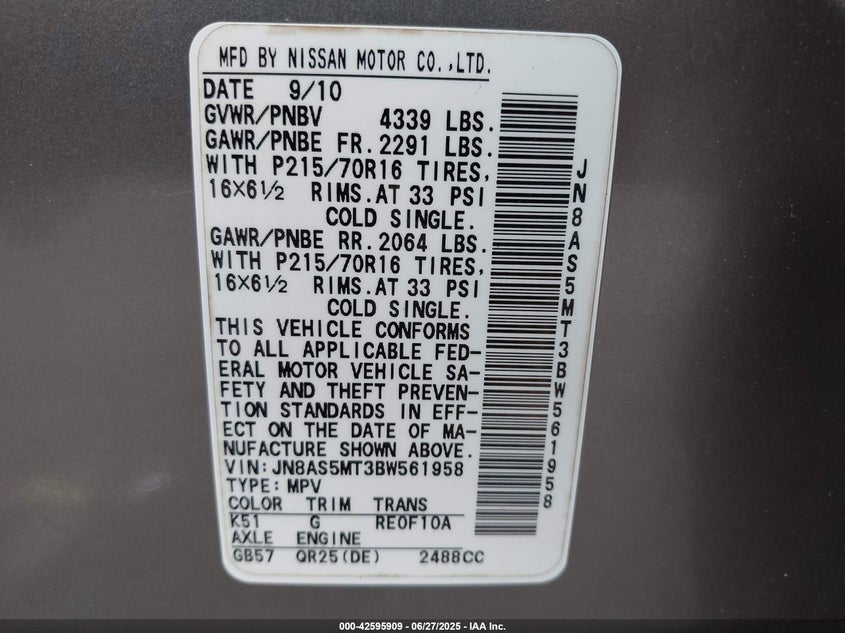 MFD BY NISSAN MOTOR CO.,LTD.
DATE 9/10
GVWR/PNBV 4339 LBS.
GAWR/PNBE FR.2291 LBS.
WITH P215/70R16 TIRES,
16X6½ RIMS.AT 33 PSI
COLD SINGLE.
GAWR/PNBE RR.2064 LBS.
WITH P215/70R16 TIRES,
16X6½ RIMS.AT 33 PSI
COLD SINGLE.
THIS VEHICLE CONFORMS
TO ALL APPLICABLE FED-
ERAL MOTOR VEHICLE SA-
FETY AND THEFT PREVEN-
TION STANDARDS IN EFF-
ECT ON THE DATE OF MA-
NUFACTURE SHOWN ABOVE.
VIN:JN8AS5MT3BW561958
TYPE:MPV
COLOR TRIM TRANS
K51 G RE0F10A
AXLE ENGINE
GB57 QR25(DE) 2488CC
JN8AS5MT3BW561958
000-42595909 - 06/27/2025 - IAA Inc.